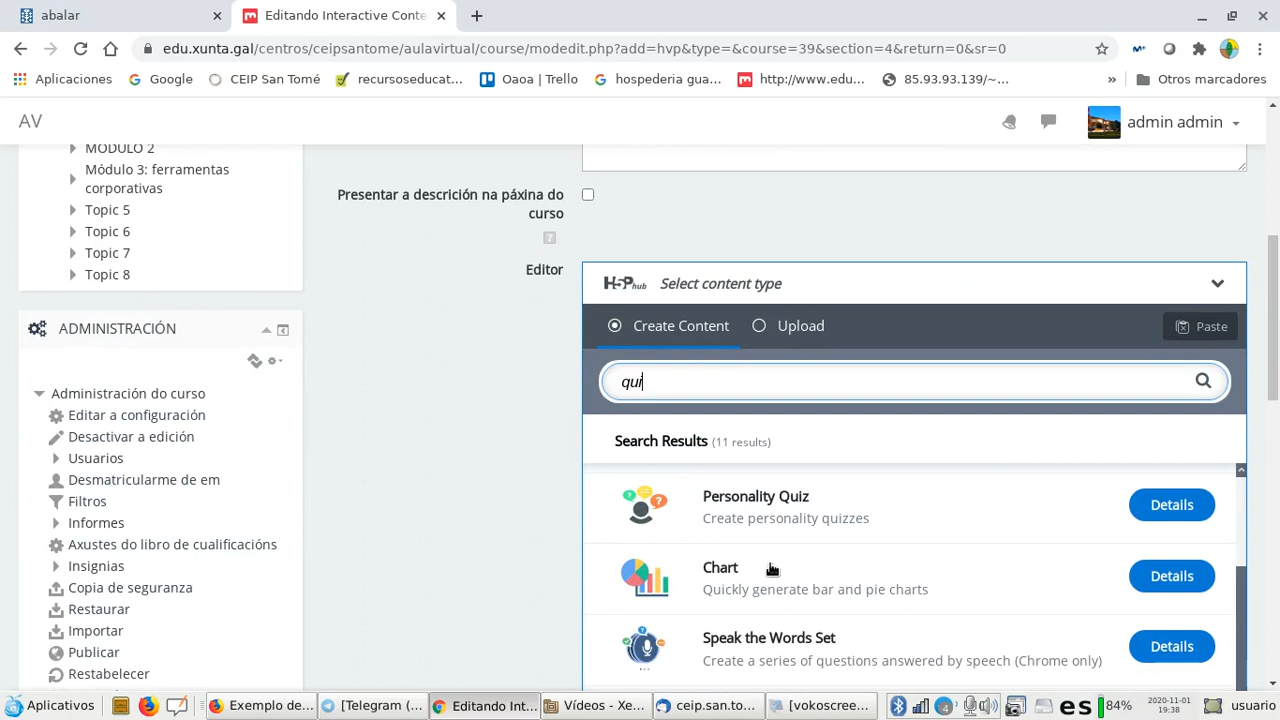 abalar
Editando Interactive Conte
edu.xunta.gal/centros/ceipsantome/aulavirtual/course/modedit.php?add=hvp&type=&course=39&section=4&return=0&sr=0
Aplicaciones
Google
CEIP San Tomé
recursoseducat...
Oaoa | Trello
hospederia gua...
http://www.edu...
85.93.93.139/~...
»
Otros marcadores
AV
admin admin
MÓDULO 2
Módulo 3: ferramentas
corporativas
Topic 5
Topic 6
Topic 7
Topic 8
ADMINISTRACIÓN
Administración do curso
Editar a configuración
Desactivar a edición
Usuarios
Desmatricularme de em
Filtros
Informes
Axustes do libro de cualificacións
Insignias
Copia de seguranza
Restaurar
Importar
Publicar
Restabelecer
Presentar a descrición na páxina do
curso
?
Editor
H5P hub Select content type
Create Content
Upload
Paste
qui
Search Results (11 results)
Personality Quiz
Create personality quizzes
Details
Chart
Quickly generate bar and pie charts
Details
Speak the Words Set
Create a series of questions answered by speech (Chrome only)
Details
Aplicativos
Exemplo de...
[Telegram (...
Editando Int...
Vídeos - Xe...
ceip.san.to...
[vokoscree...
4
es
84%
2020-11-01
19:38
usuario